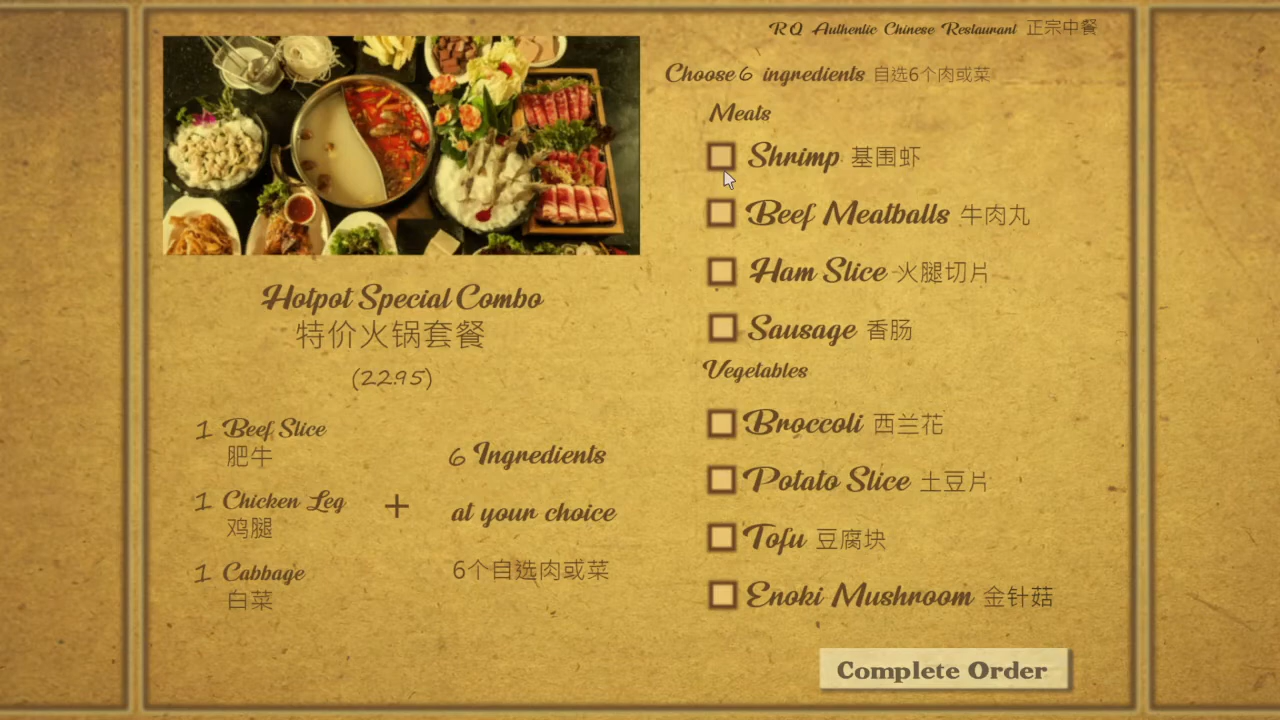 RQ Authentic Chinese Restaurant 正宗中餐
Hotpot Special Combo
特价火锅套餐
(22.95)
1 Beef Slice
肥牛
1 Chicken Leg
鸡腿
1 Cabbage
白菜
+
6 Ingredients
at your choice
6个自选肉或菜
Choose 6 ingredients 自选6个肉或菜
Meats
Shrimp 基围虾
Beef Meatballs 牛肉丸
Ham Slice 火腿切片
Sausage 香肠
Vegetables
Broccoli 西兰花
Potato Slice 土豆片
Tofu 豆腐块
Enoki Mushroom 金针菇
Complete Order